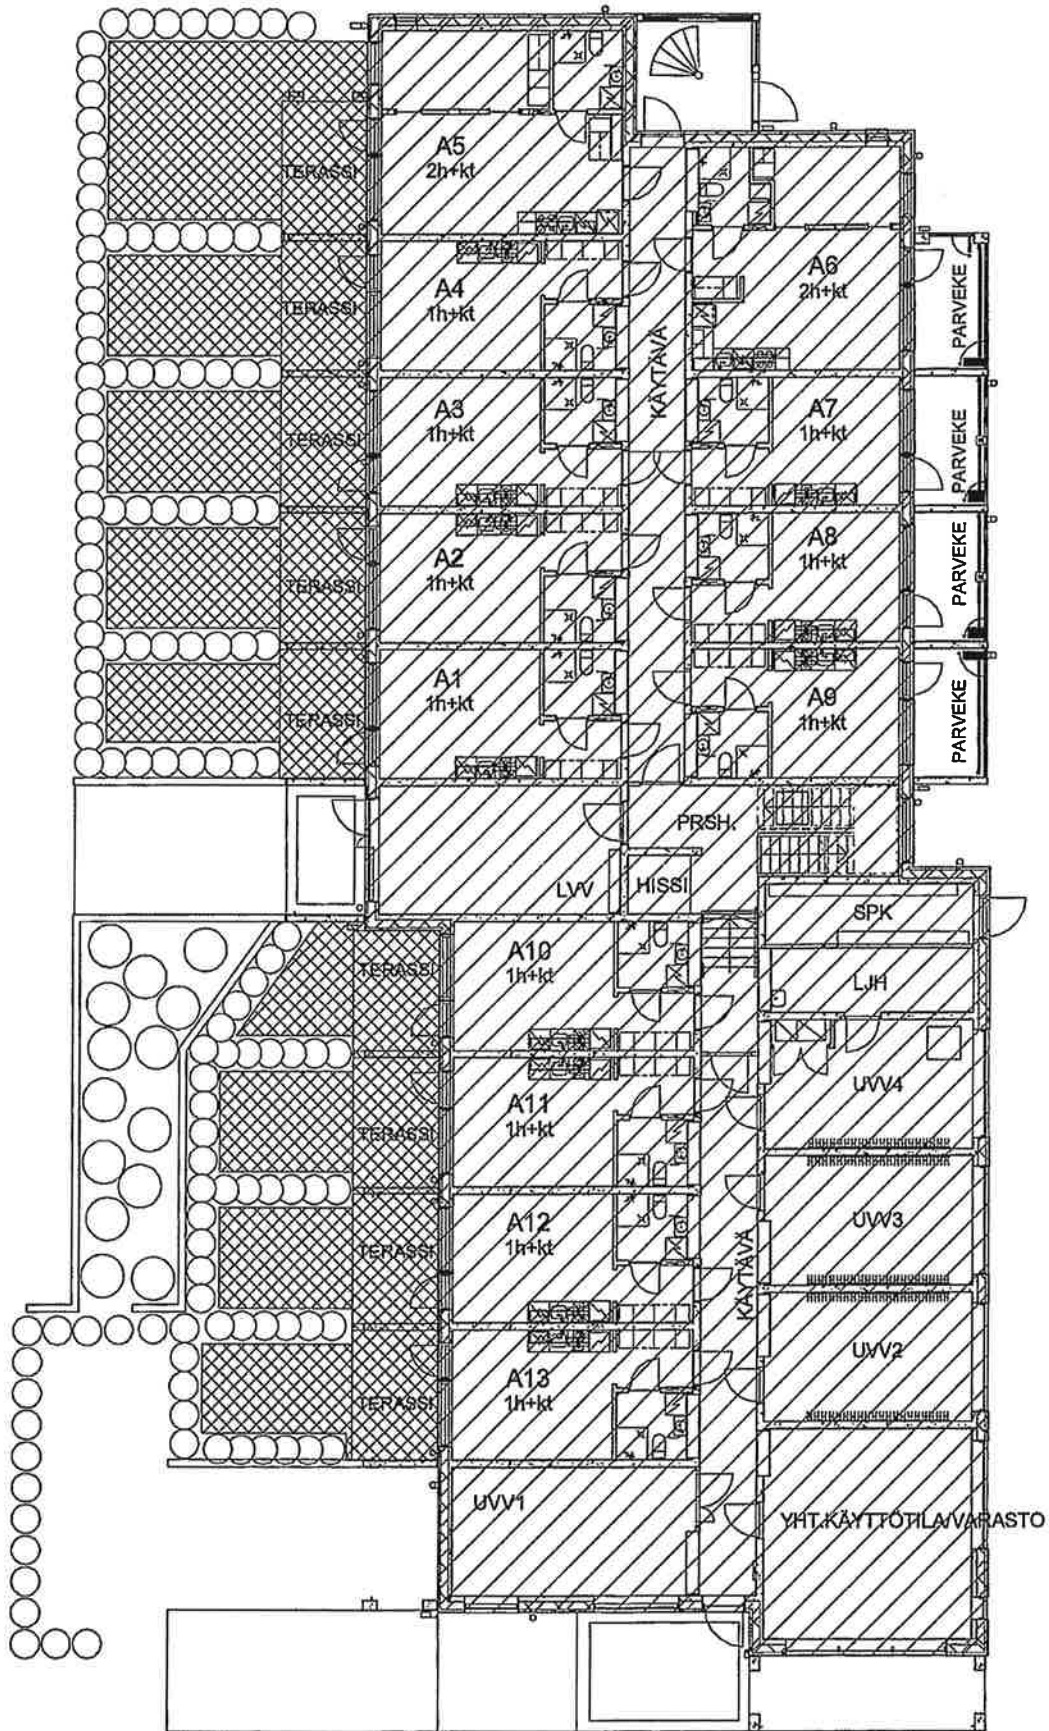 A5
2h+kt
TERASSI
A6
2h+kt
PARVEKE
A4
1h+kt
TERASSI
KÄYTÄVÄ
A3
1h+kt
TERASSI
A7
1h+kt
PARVEKE
A2
1h+kt
TERASSI
A8
1h+kt
PARVEKE
A1
1h+kt
TERASSI
A9
1h+kt
PARVEKE
PRSH.
LVV
HISSI
SPK
A10
1h+kt
TERASSI
LJH
UVV4
A11
1h+kt
TERASSI
UVV3
A12
1h+kt
TERASSI
KÄYTÄVÄ
UVV2
A13
1h+kt
TERASSI
UVV1
YHT.KÄYTTÖTILA/VARASTO